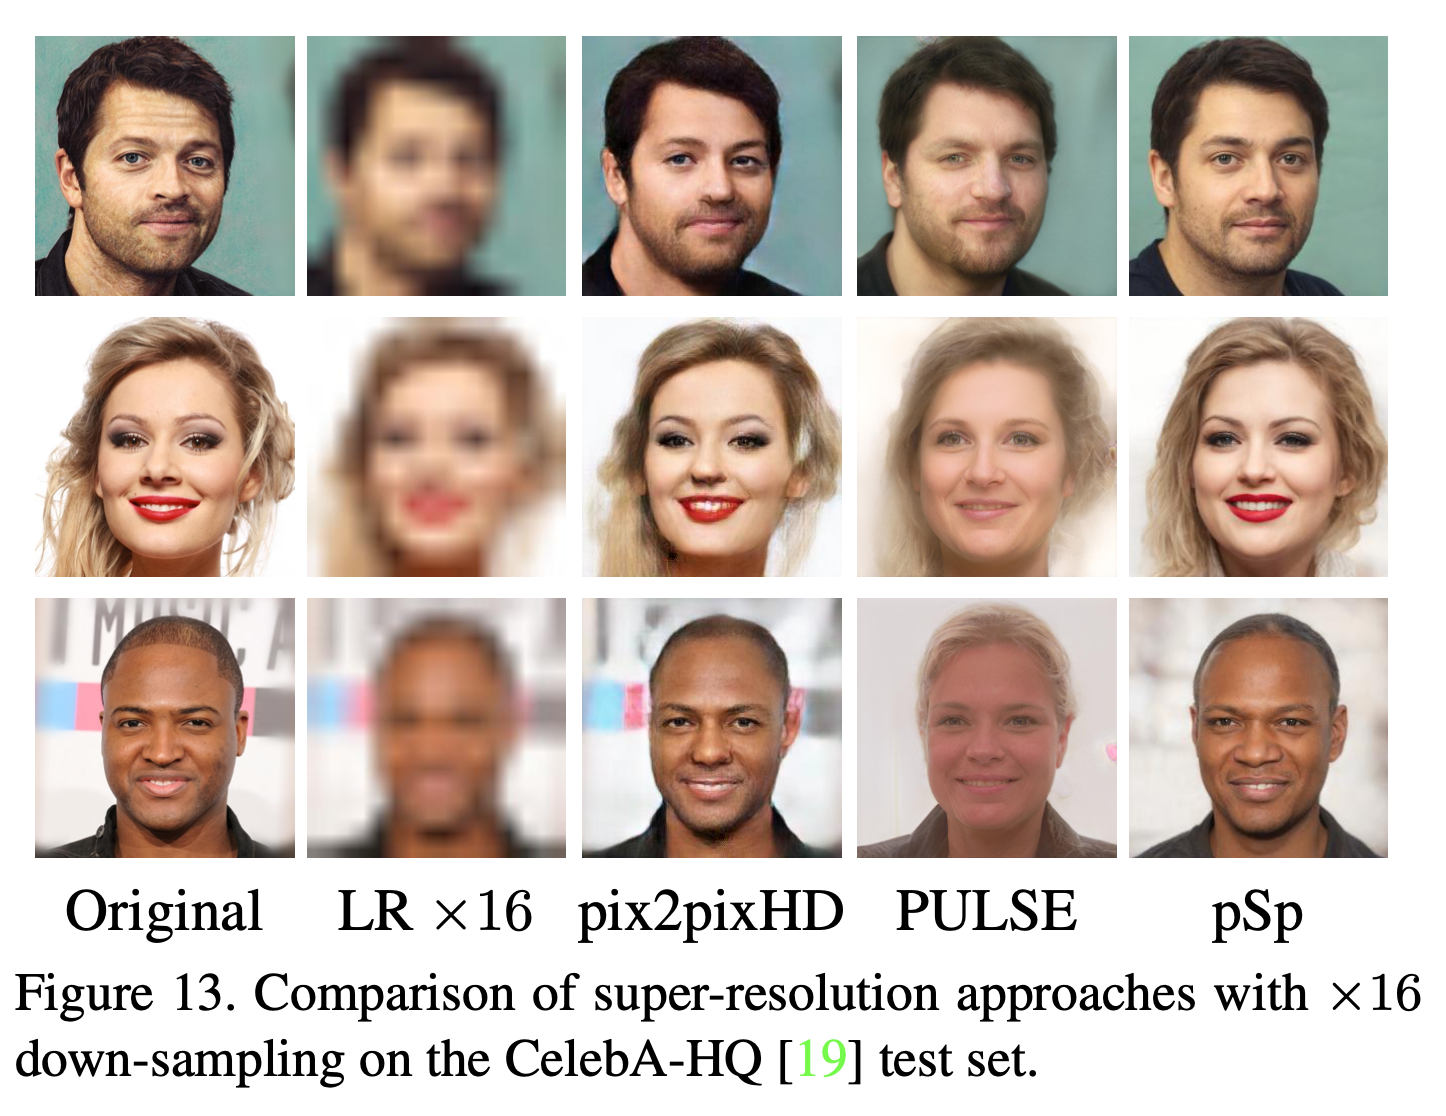 MUSIC A
Original LR ×16 pix2pixHD PULSE pSp
Figure 13. Comparison of super-resolution approaches with ×16
down-sampling on the CelebA-HQ [19] test set.